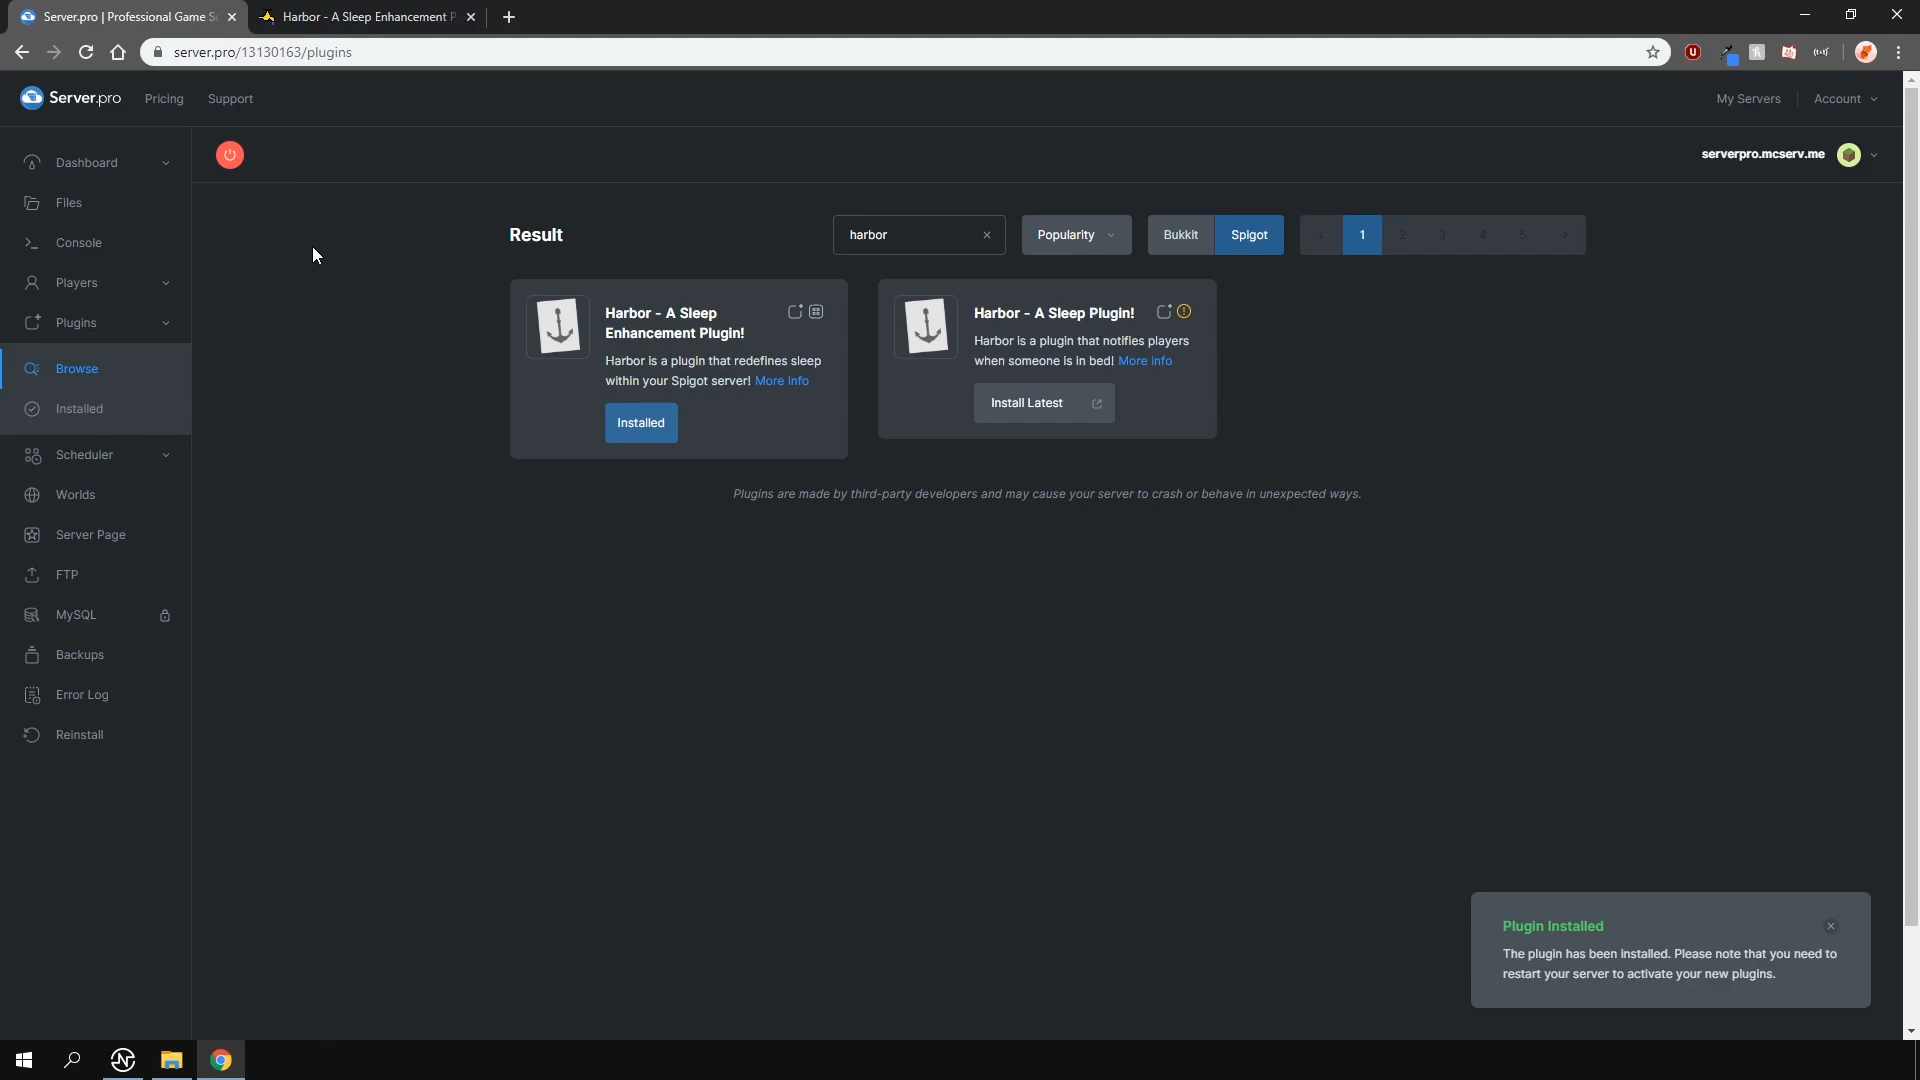 Server.pro | Professional Game S
Harbor - A Sleep Enhancement P
server.pro/13130163/plugins
Server.pro
Pricing
Support
My Servers
Account
serverpro.mcserv.me
Dashboard
Files
Console
Players
Plugins
Browse
Installed
Scheduler
Worlds
Server Page
FTP
MySQL
Backups
Error Log
Reinstall
Result
harbor
Popularity
Bukkit
Spigot
1
2
3
4
5
Harbor - A Sleep
Enhancement Plugin!
Harbor is a plugin that redefines sleep
within your Spigot server! More info
Installed
Harbor - A Sleep Plugin!
Harbor is a plugin that notifies players
when someone is in bed! More info
Install Latest
Plugins are made by third-party developers and may cause your server to crash or behave in unexpected ways.
Plugin Installed
The plugin has been installed. Please note that you need to
restart your server to activate your new plugins.